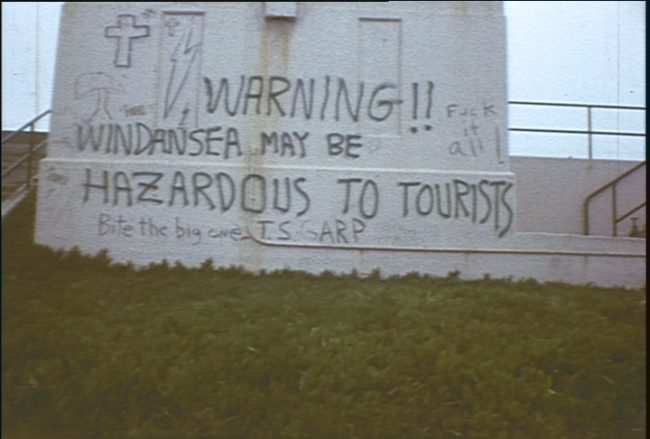 WARNING!!
Fuck
it
all!
WINDANSEA MAY BE
HAZARDOUS TO TOURISTS
Bite the big one T.S. GARP